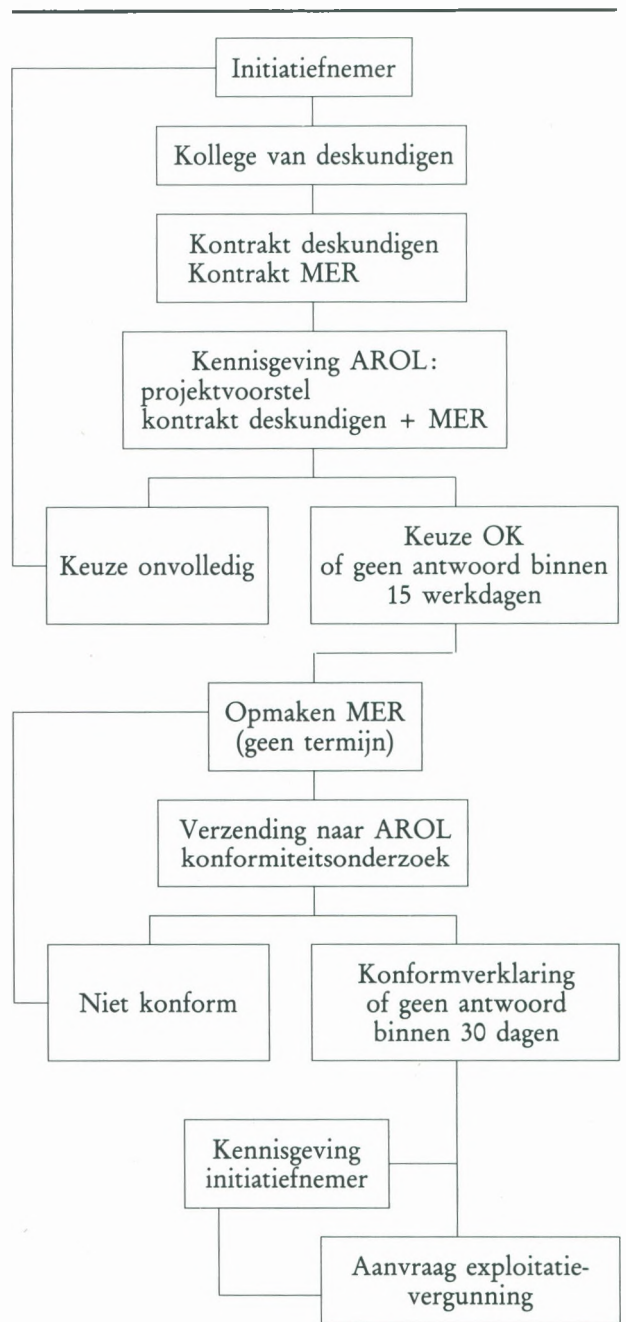 Initiatiefnemer
Kollege van deskundigen
Kontrakt deskundigen
Kontrakt MER
Kennisgeving AROL:
projektvoorstel
kontrakt deskundigen + MER
Keuze onvolledig
Keuze OK
of geen antwoord binnen
15 werkdagen
Opmaken MER
(geen termijn)
Verzending naar AROL
konformiteitsonderzoek
Niet konform
Konformverklaring
of geen antwoord
binnen 30 dagen
Kennisgeving
initiatiefnemer
Aanvraag exploitatie-
vergunning